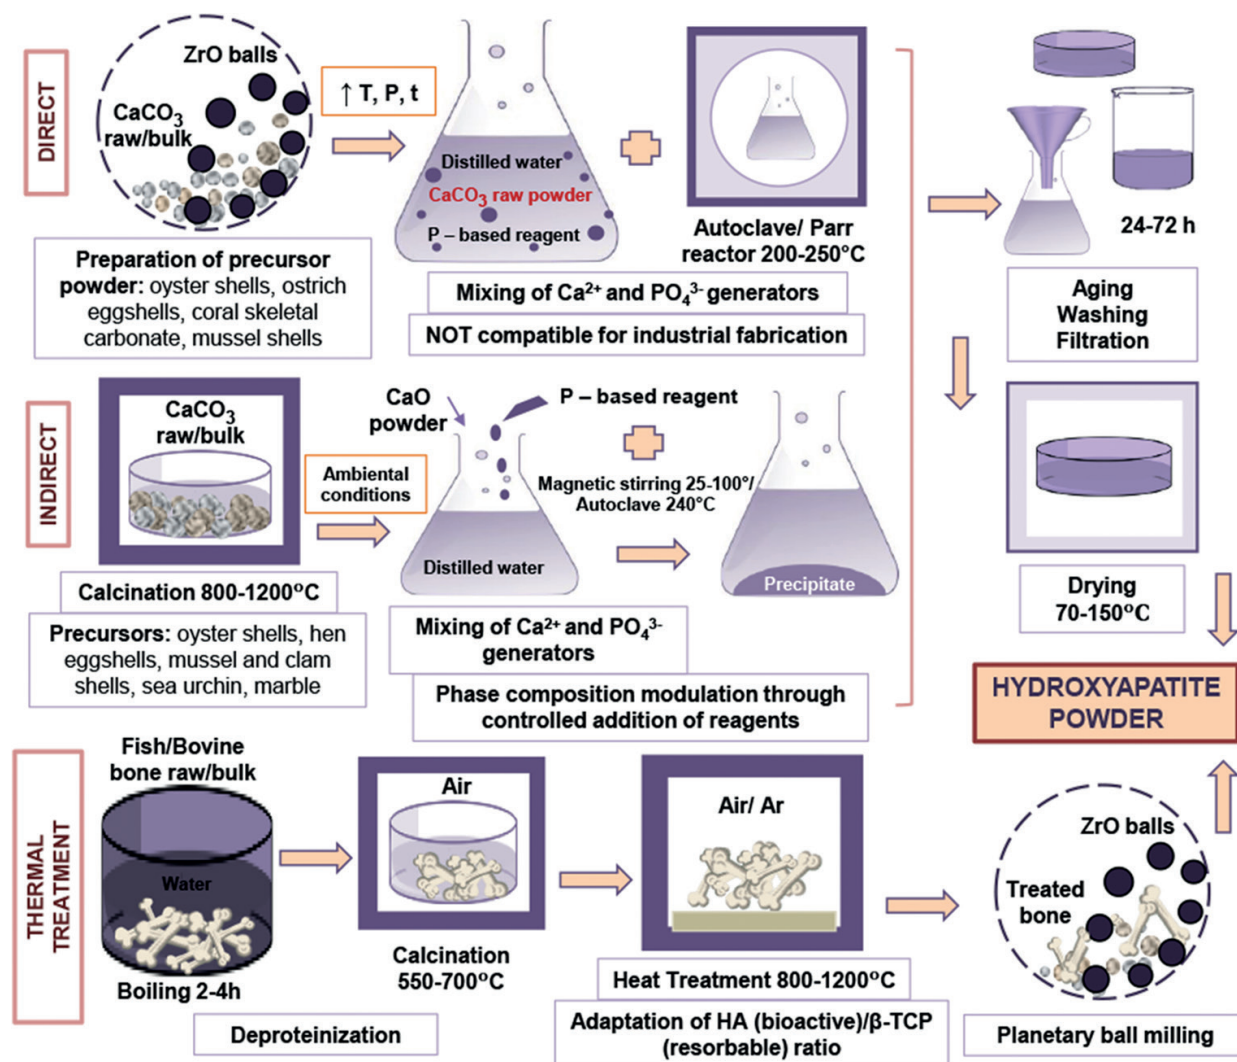 DIRECT
ZrO balls
CaCO₃
raw/bulk
↑ T, P, t
Distilled water
CaCO₃ raw powder
P – based reagent
Autoclave/ Parr
reactor 200-250°C
Preparation of precursor
powder: oyster shells, ostrich
eggshells, coral skeletal
carbonate, mussel shells
Mixing of Ca²⁺ and PO₄³⁻ generators
NOT compatible for industrial fabrication
24-72 h
Aging
Washing
Filtration
INDIRECT
CaCO₃
raw/bulk
Ambiental
conditions
CaO
powder
P – based reagent
Magnetic stirring 25-100°/
Autoclave 240°C
Distilled water
Precipitate
Calcination 800-1200°C
Precursors: oyster shells, hen
eggshells, mussel and clam
shells, sea urchin, marble
Mixing of Ca²⁺ and PO₄³⁻
generators
Phase composition modulation through
controlled addition of reagents
Drying
70-150°C
HYDROXYAPATITE
POWDER
THERMAL
TREATMENT
Fish/Bovine
bone raw/bulk
Water
Boiling 2-4h
Air
Calcination
550-700°C
Deproteinization
Air/ Ar
Heat Treatment 800-1200°C
Adaptation of HA (bioactive)/β-TCP
(resorbable) ratio
ZrO balls
Treated
bone
Planetary ball milling